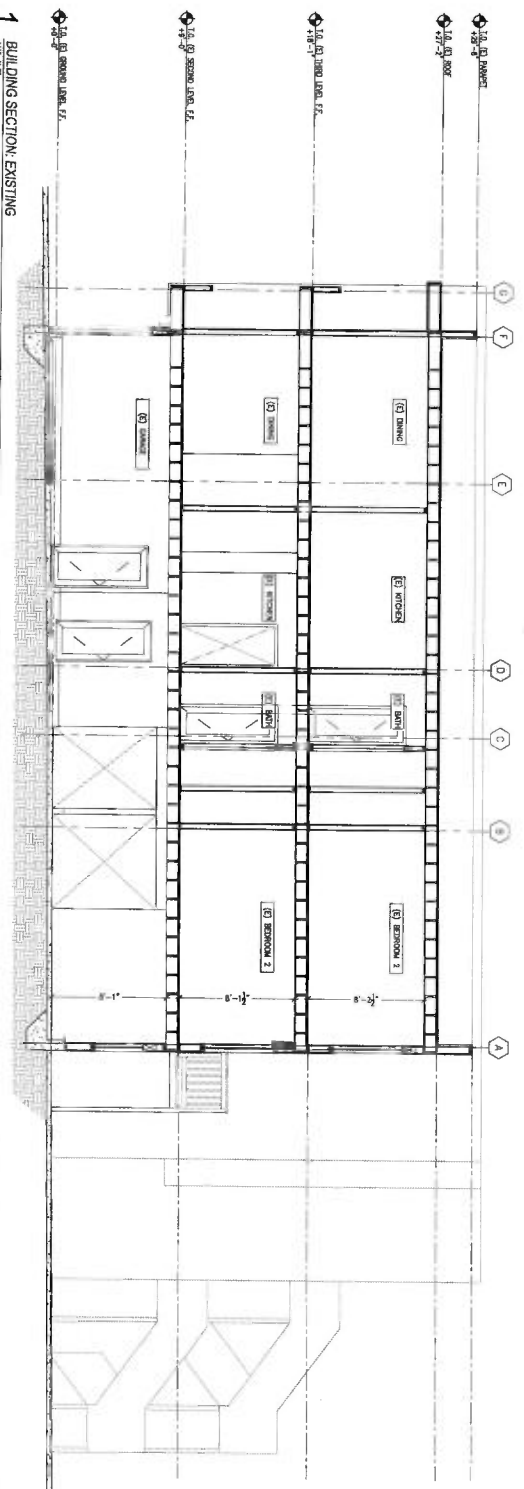 T.O. (E) PARAPET
+29'-8"
T.O. (E) ROOF
+27'-2"
T.O. (E) THIRD LEVEL F.F.
+18'-1"
T.O. (E) SECOND LEVEL F.F.
+9'-0"
T.O. (E) GROUND LEVEL F.F.
+0'-0"
G
F
E
D
C
B
A
(E) DINING
(E) KITCHEN
(E) BATH
(E) BEDROOM 2
8'-2½"
(E) DINING
(E) KITCHEN
(E) BATH
(E) BEDROOM 2
8'-1½"
(E) GARAGE
8'-1"
1 BUILDING SECTION: EXISTING